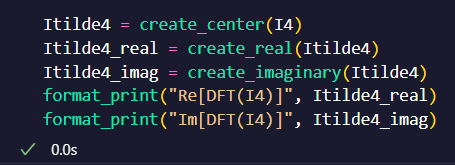 Itilde4 = create_center(I4)
Itilde4_real = create_real(Itilde4)
Itilde4_imag = create_imaginary(Itilde4)
format_print("Re[DFT(I4)]", Itilde4_real)
format_print("Im[DFT(I4)]", Itilde4_imag)
✓ 0.0s